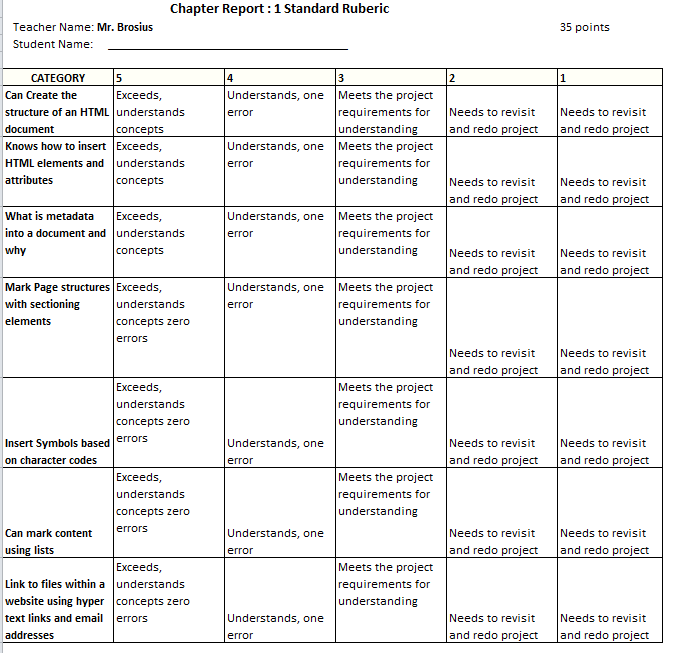 Chapter Report : 1 Standard Ruberic
Teacher Name: Mr. Brosius
35 points
Student Name:
CATEGORY
5
4
3
2
1
Can Create the
structure of an HTML
document
Exceeds,
understands
concepts
Understands, one
error
Meets the project
requirements for
understanding
Needs to revisit
and redo project
Needs to revisit
and redo project
Knows how to insert
HTML elements and
attributes
Exceeds,
understands
concepts
Understands, one
error
Meets the project
requirements for
understanding
Needs to revisit
and redo project
Needs to revisit
and redo project
What is metadata
into a document and
why
Exceeds,
understands
concepts
Understands, one
error
Meets the project
requirements for
understanding
Needs to revisit
and redo project
Needs to revisit
and redo project
Mark Page structures
with sectioning
elements
Exceeds,
understands
concepts zero
errors
Understands, one
error
Meets the project
requirements for
understanding
Needs to revisit
and redo project
Needs to revisit
and redo project
Insert Symbols based
on character codes
Exceeds,
understands
concepts zero
errors
Understands, one
error
Meets the project
requirements for
understanding
Needs to revisit
and redo project
Needs to revisit
and redo project
Can mark content
using lists
Exceeds,
understands
concepts zero
errors
Understands, one
error
Meets the project
requirements for
understanding
Needs to revisit
and redo project
Needs to revisit
and redo project
Link to files within a
website using hyper
text links and email
addresses
Exceeds,
understands
concepts zero
errors
Understands, one
error
Meets the project
requirements for
understanding
Needs to revisit
and redo project
Needs to revisit
and redo project